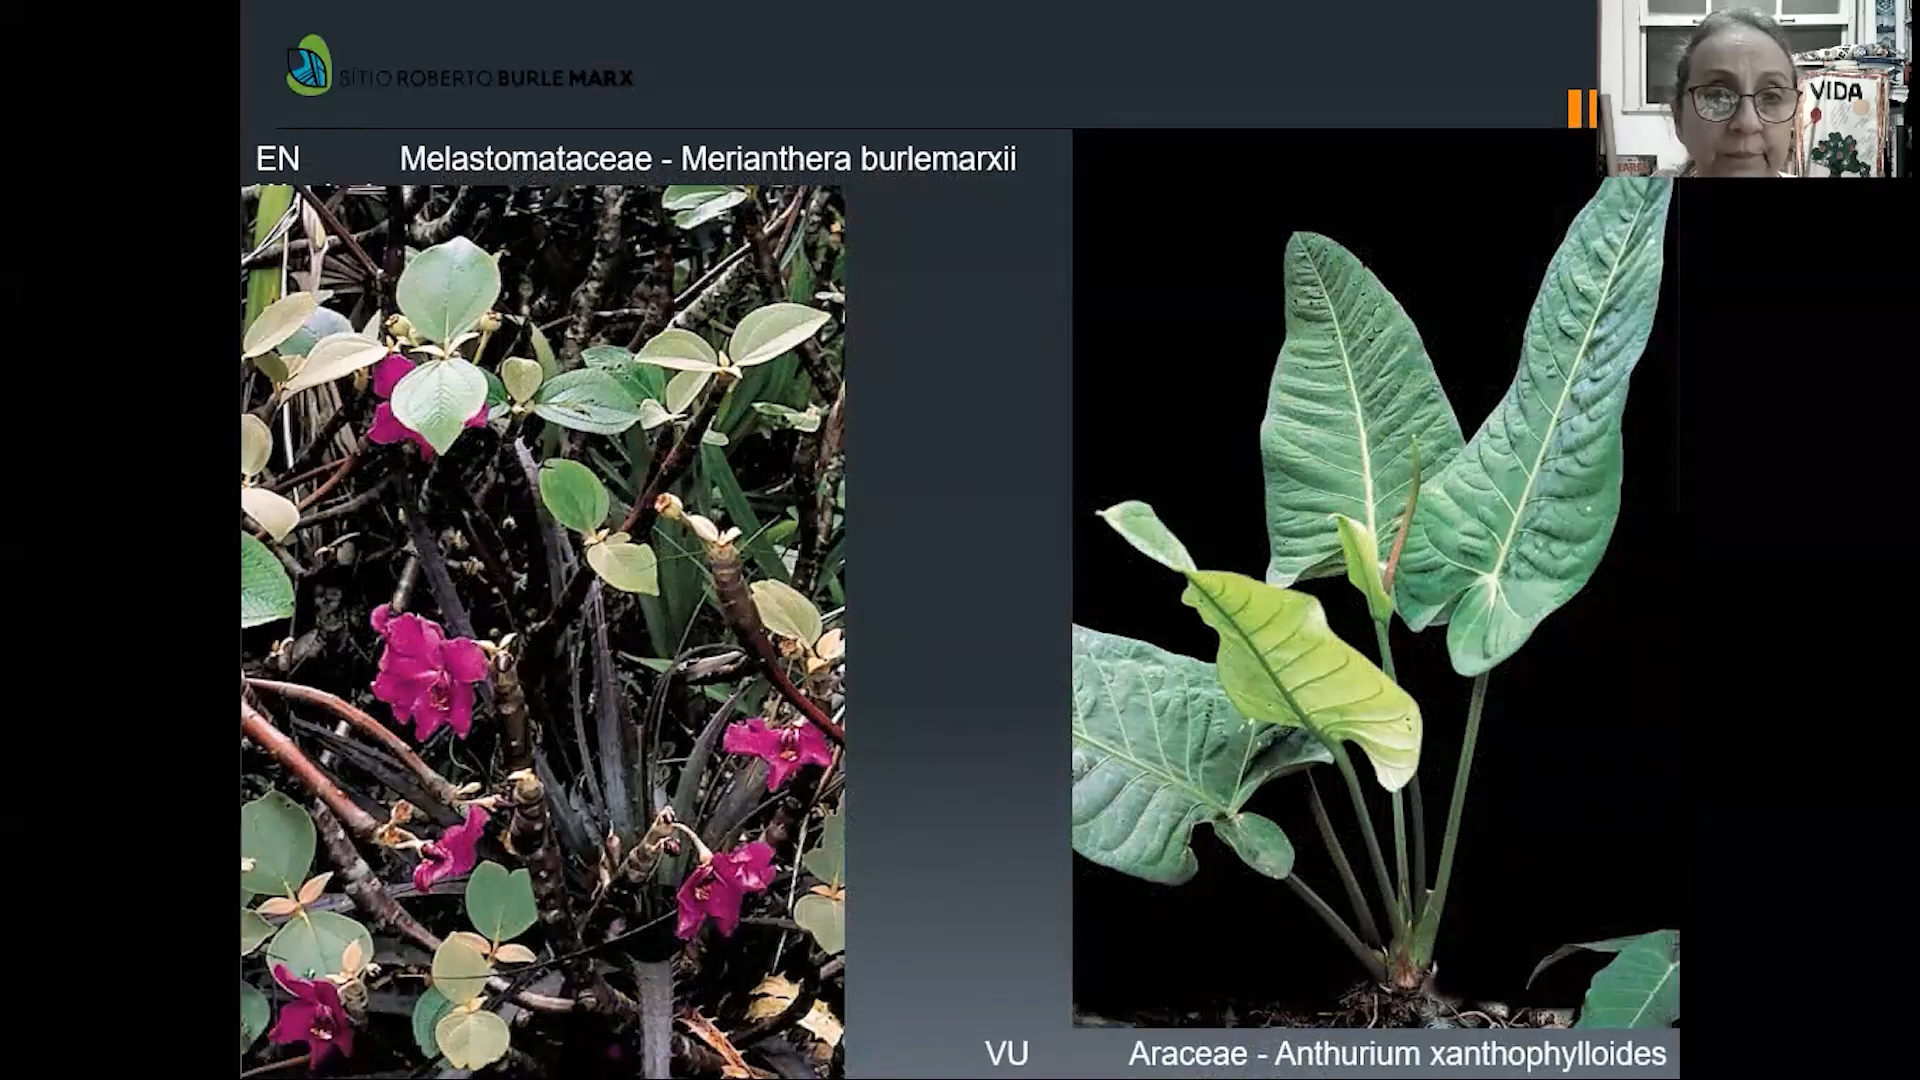 SÍTIO ROBERTO BURLE MARX
VIDA
EN Melastomataceae - Merianthera burlemarxii
VU Araceae - Anthurium xanthophylloides